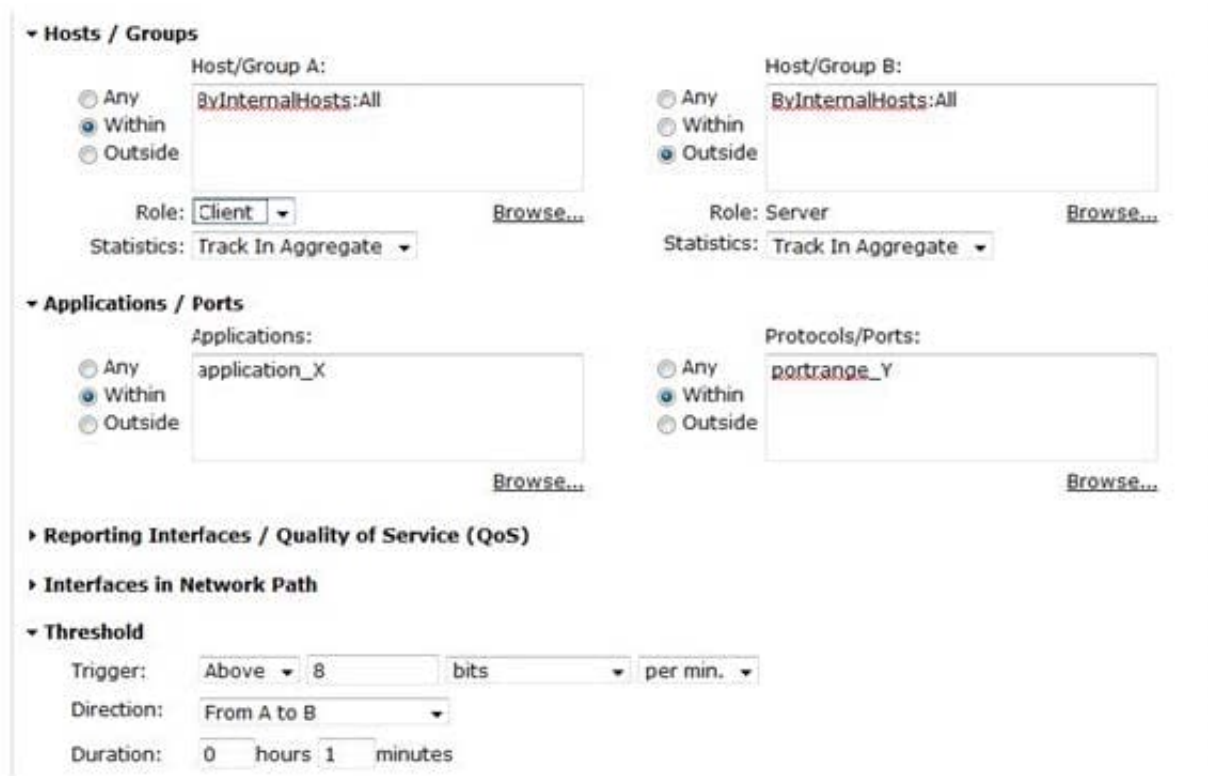 Hosts / Groups
Host/Group A: Host/Group B:
Any ByInternalHosts:All Any ByInternalHosts:All
Within Within
Outside Outside
Role: Client Browse... Role: Server Browse...
Statistics: Track In Aggregate Statistics: Track In Aggregate
Applications / Ports
Applications: Protocols/Ports:
Any application_X Any portrange_Y
Within Within
Outside Outside
Browse... Browse...
Reporting Interfaces / Quality of Service (QoS)
Interfaces in Network Path
Threshold
Trigger: Above 8 bits per min.
Direction: From A to B
Duration: 0 hours 1 minutes